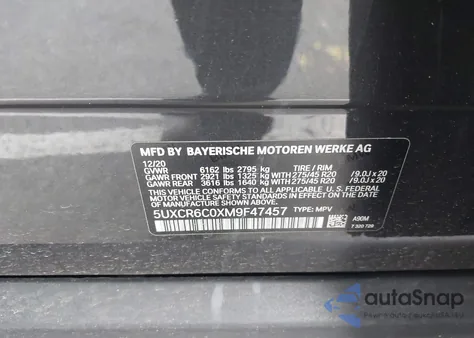 MFD BY BAYERISCHE MOTOREN WERKE AG
12/20
GVWR 6162 lbs 2795 kg TIRE / RIM
GAWR FRONT 2921 lbs 1325 kg WITH 275/45 R20 /9.0J x 20
GAWR REAR 3616 lbs 1640 kg WITH 275/45 R20 /9.0J x 20
THIS VEHICLE CONFORMS TO ALL APPLICABLE U.S. FEDERAL
MOTOR VEHICLE SAFETY STANDARDS IN EFFECT ON THE DATE
OF MANUFACTURE SHOWN ABOVE.
5UXCR6C0XM9F47457 TYPE: MPV A90M
T 320 729
autoSnap